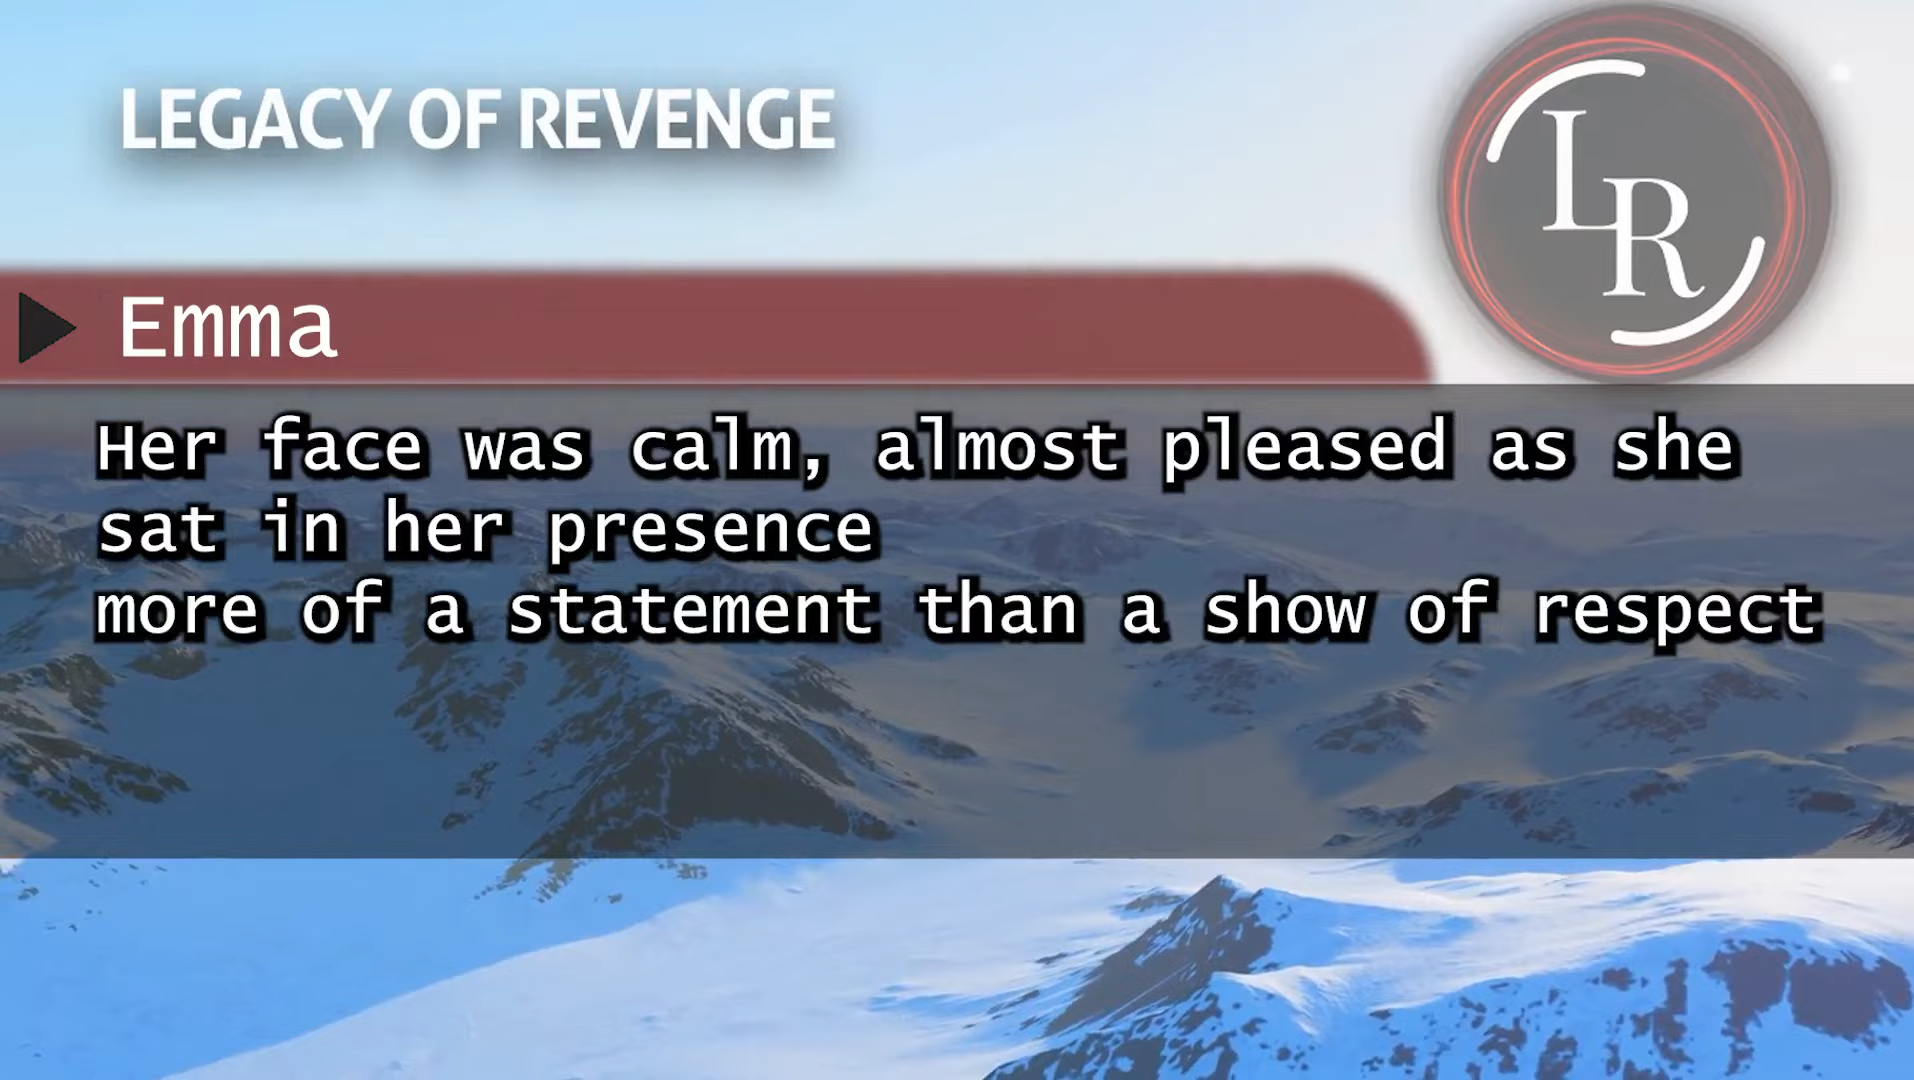 LEGACY OF REVENGE
LR
Emma
Her face was calm, almost pleased as she
sat in her presence
more of a statement than a show of respect